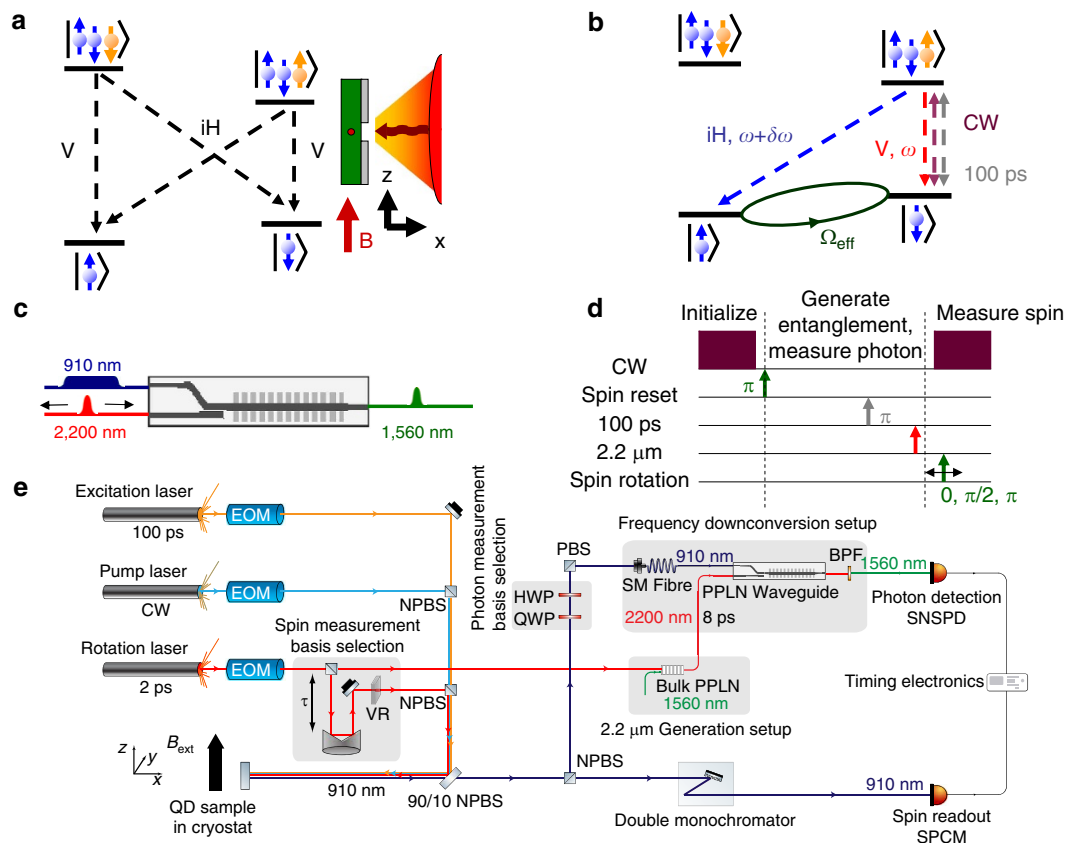 a
V
iH
V
z
x
B
b
iH, ω+δω
V, ω
CW
100 ps
Ω_eff
c
910 nm
2,200 nm
1,560 nm
d
Initialize
Generate
entanglement,
measure photon
Measure spin
CW
Spin reset
π
100 ps
π
2.2 μm
Spin rotation
0, π/2, π
e
Excitation laser
EOM
100 ps
Pump laser
EOM
CW
NPBS
Rotation laser
EOM
2 ps
Spin measurement
basis selection
τ
VR
NPBS
z
y
x
B_ext
QD sample
in cryostat
910 nm
90/10 NPBS
Photon measurement
basis selection
PBS
HWP
QWP
NPBS
Frequency downconversion setup
910 nm
BPF
1560 nm
SM Fibre
PPLN Waveguide
2200 nm
8 ps
Photon detection
SNSPD
Bulk PPLN
1560 nm
2.2 μm Generation setup
Timing electronics
Double monochromator
910 nm
Spin readout
SPCM